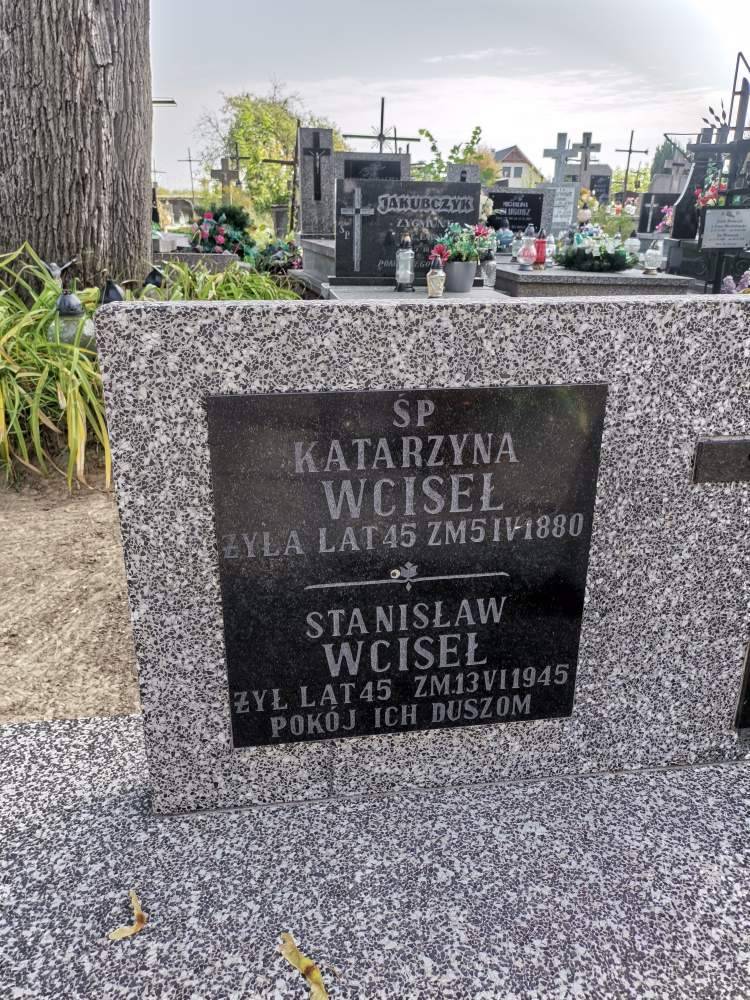 JAKUBCZYK
ŚP
KATARZYNA
WCISEŁ
ŻYŁA LAT 45 ZM 5 IV 1880
STANISŁAW
WCISEŁ
ŻYŁ LAT 45 ZM.13 VI 1945
POKÓJ ICH DUSZOM